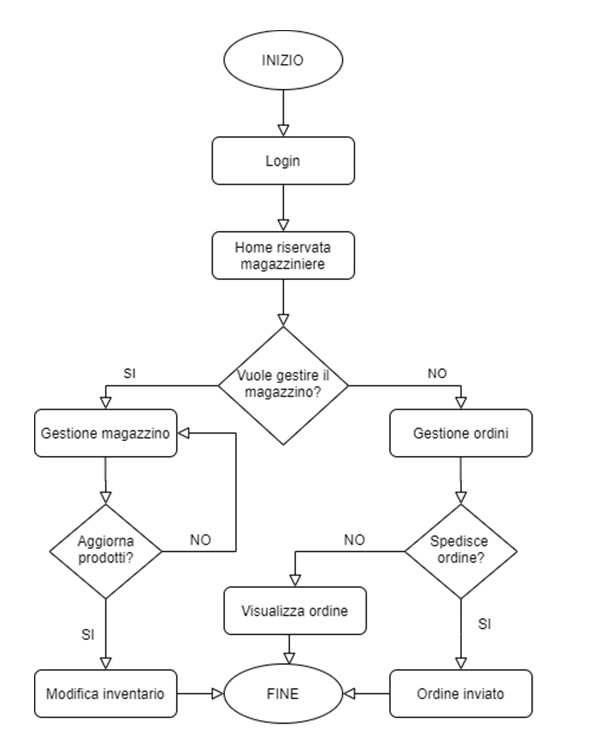 INIZIO
Login
Home riservata
magazziniere
Vuole gestire il
magazzino?
SI
NO
Gestione magazzino
Gestione ordini
Aggiorna
prodotti?
NO
NO
Spedisce
ordine?
Visualizza ordine
SI
SI
Modifica inventario
FINE
Ordine inviato